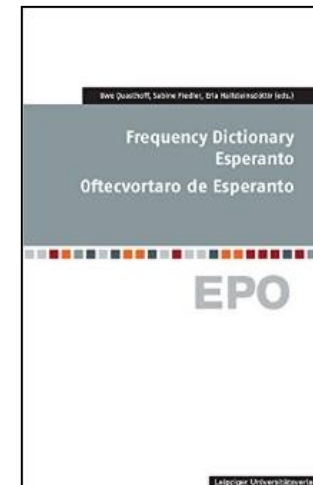 Uwe Quasthoff, Sabine Fiedler, Erla Hallsteinsdóttir (eds.)
Frequency Dictionary
Esperanto
Oftecvortaro de Esperanto
EPO
Leipziger Universitätsverlag